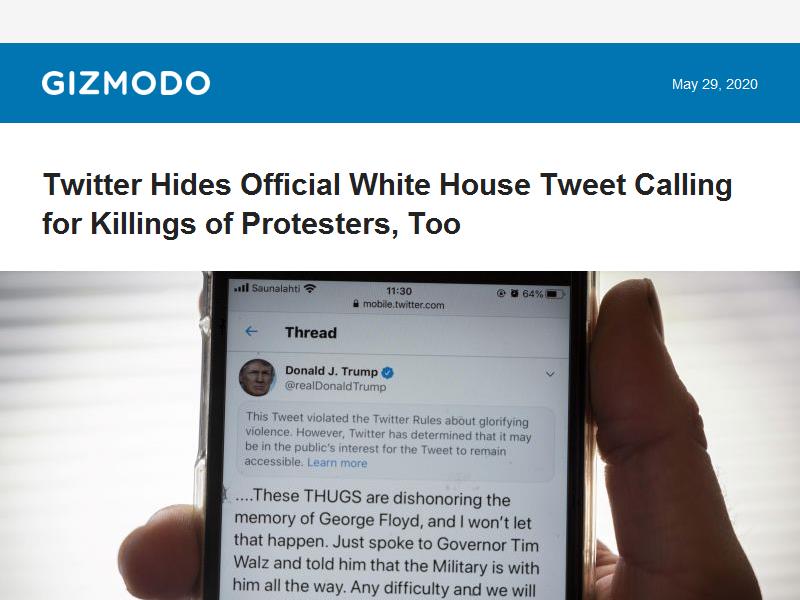 GIZMODO
May 29, 2020
Twitter Hides Official White House Tweet Calling
for Killings of Protesters, Too
Saunalahti
11:30
64%
mobile.twitter.com
Thread
Donald J. Trump
@realDonaldTrump
This Tweet violated the Twitter Rules about glorifying
violence. However, Twitter has determined that it may
be in the public's interest for the Tweet to remain
accessible. Learn more
....These THUGS are dishonoring the
memory of George Floyd, and I won't let
that happen. Just spoke to Governor Tim
Walz and told him that the Military is with
him all the way. Any difficulty and we will